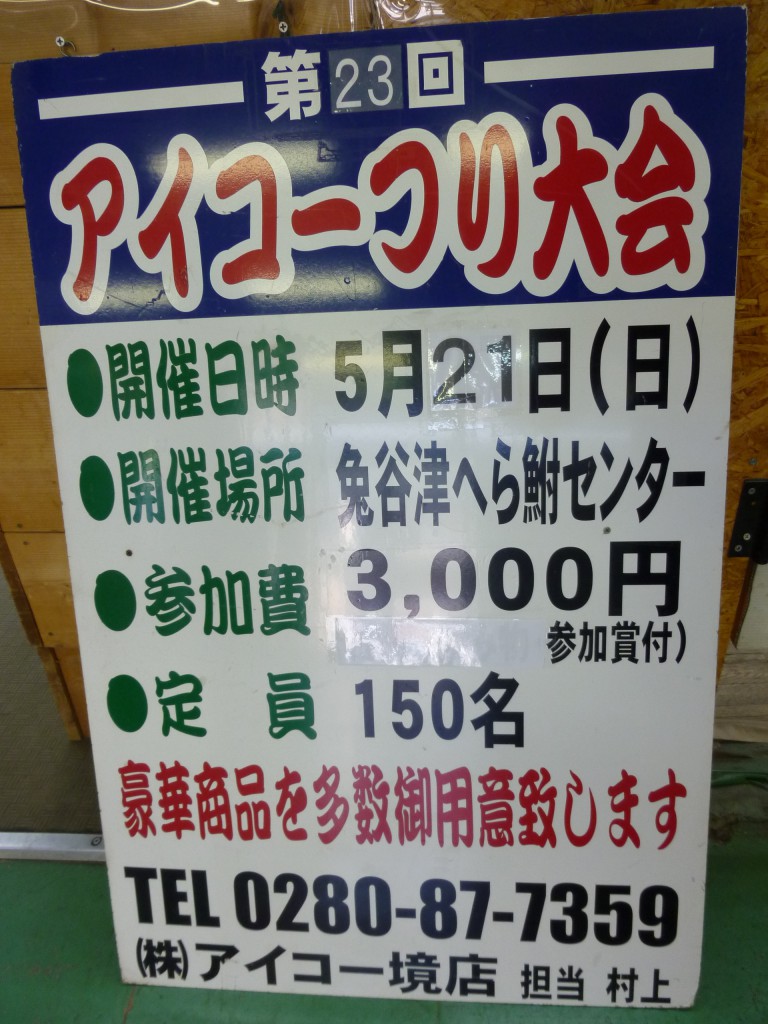 第23回
アイコーつり大会
●開催日時 5月21日(日)
●開催場所 兎谷津へら鮒センター
●参加費 3,000円
参加賞付)
●定員 150名
豪華商品を多数御用意致します
TEL 0280-87-7359
(株)アイコー境店 担当 村上